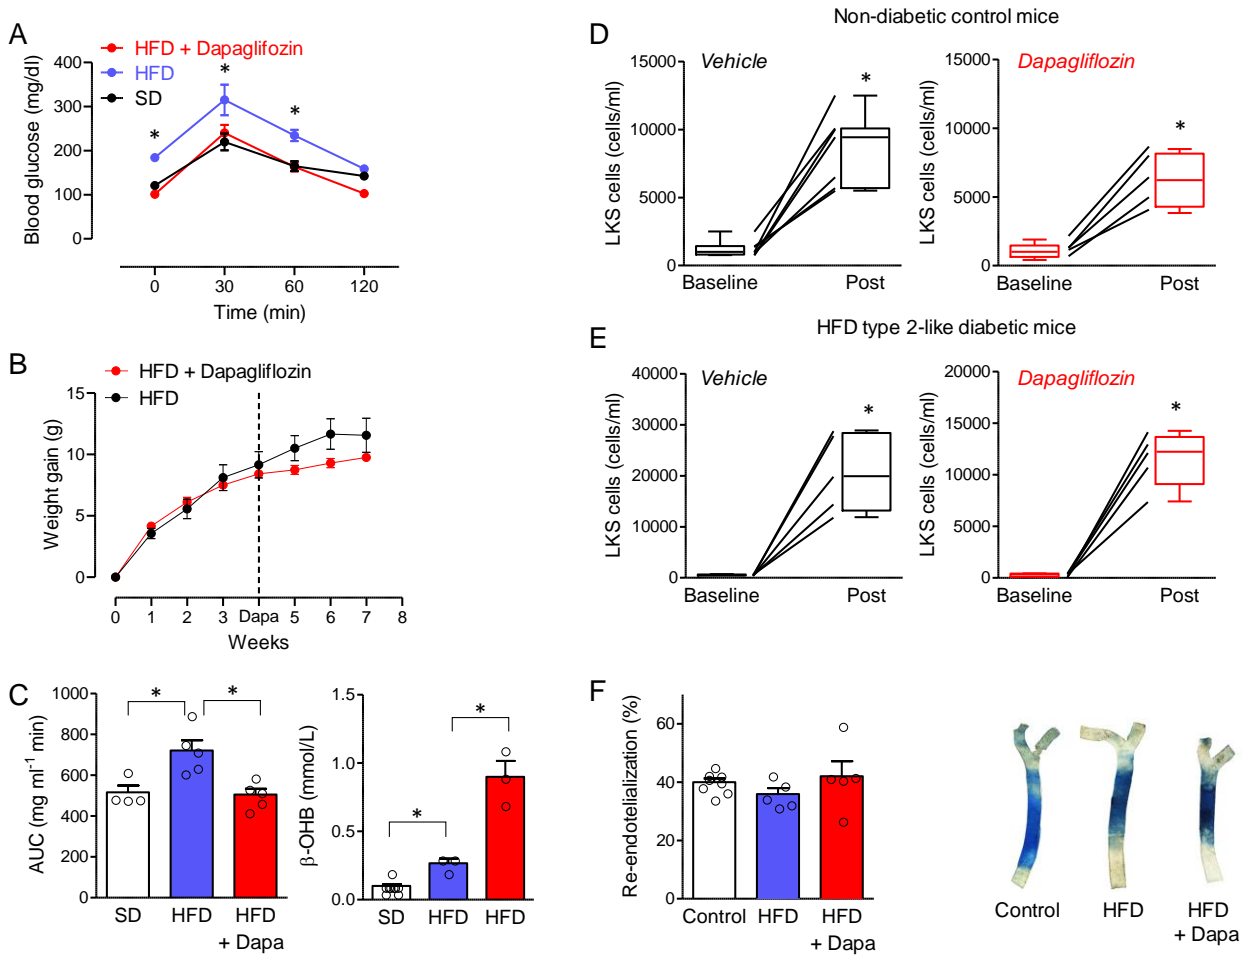 A
HFD + Dapaglifozin
HFD
SD
Blood glucose (mg/dl)
400
300
200
100
0
*
*
*
0 30 60 120
Time (min)
B
HFD + Dapagliflozin
HFD
Weight gain (g)
15
10
5
0
0 1 2 3 Dapa 5 6 7 8
Weeks
C
AUC (mg ml⁻¹ min)
1000
800
600
400
200
0
* *
SD HFD HFD
+ Dapa
β-OHB (mmol/L)
1.5
1.0
0.5
0.0
*
*
SD HFD HFD
D
Non-diabetic control mice
Vehicle
LKS cells (cells/ml)
15000
10000
5000
0
*
Baseline Post
Dapagliflozin
LKS cells (cells/ml)
15000
10000
5000
0
*
Baseline Post
E
HFD type 2-like diabetic mice
Vehicle
LKS cells (cells/ml)
40000
30000
20000
10000
0
*
Baseline Post
Dapagliflozin
LKS cells (cells/ml)
20000
15000
10000
5000
0
*
Baseline Post
F
Re-endotelialization (%)
60
40
20
0
Control HFD HFD
+ Dapa
Control HFD HFD
+ Dapa